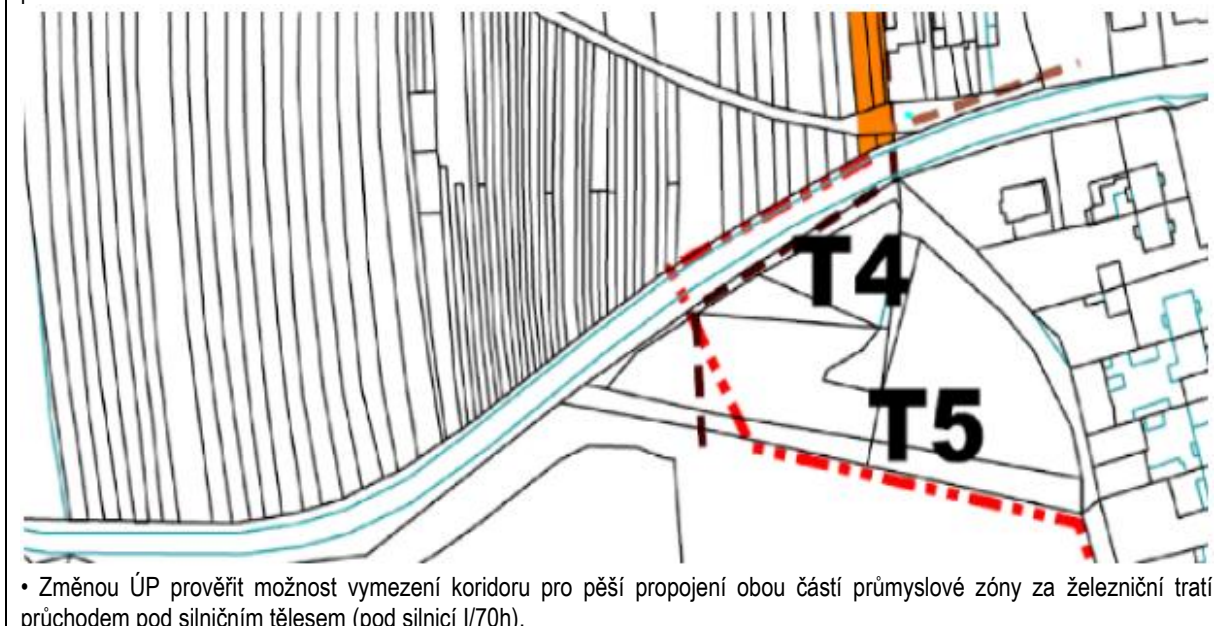 T4
T5
• Změnou ÚP prověřit možnost vymezení koridoru pro pěší propojení obou částí průmyslové zóny za železniční tratí
průchodem pod silničním tělesem (pod silnicí I/70h).